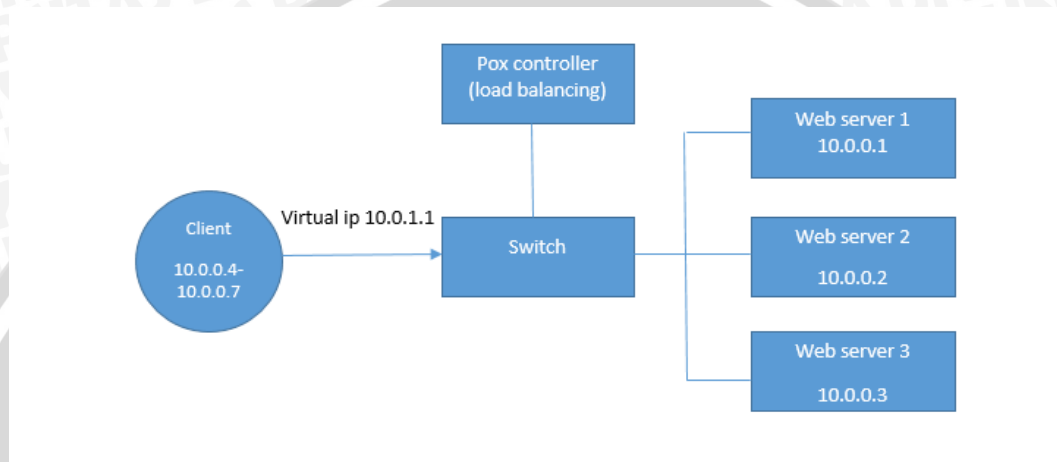 Pox controller
(load balancing)
Web server 1
10.0.0.1
Client
10.0.0.4-
10.0.0.7
Virtual ip 10.0.1.1
Switch
Web server 2
10.0.0.2
Web server 3
10.0.0.3